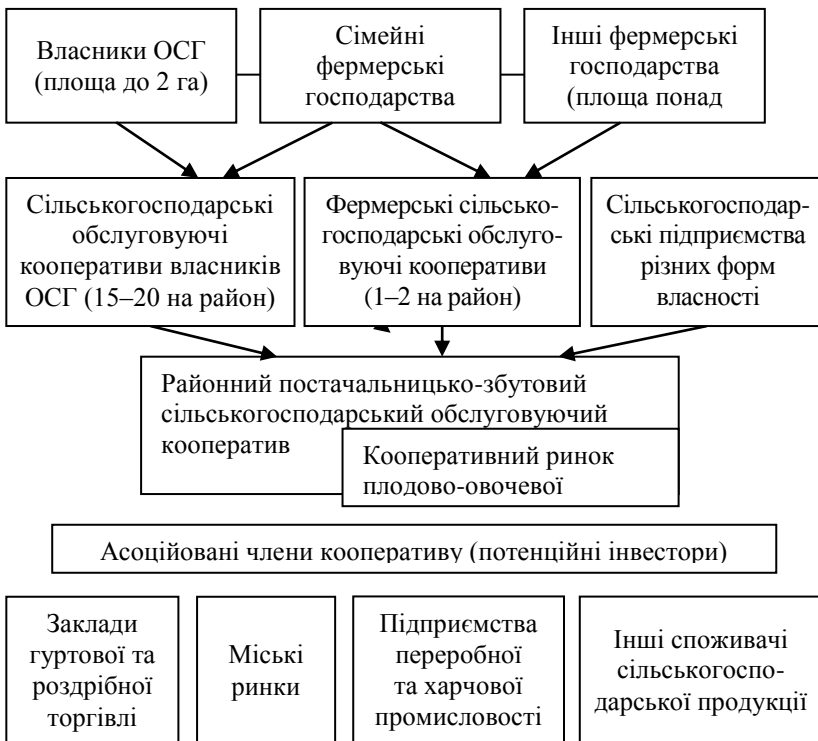 Власники ОСГ
(площа до 2 га)
Сімейні
фермерські
господарства
Інші фермерські
господарства
(площа понад
Сільськогосподарські
обслуговуючі
кооперативи власників
ОСГ (15–20 на район)
Фермерські сільсько-
господарські обслуго-
вуючі кооперативи
(1–2 на район)
Сільськогосподар-
ські підприємства
різних форм
власності
Районний постачальницько-збутовий
сільськогосподарський обслуговуючий
кооператив
Кооперативний ринок
плодово-овочевої
Асоційовані члени кооперативу (потенційні інвестори)
Заклади
гуртової та
роздрібної
торгівлі
Міські
ринки
Підприємства
переробної
та харчової
промисловості
Інші споживачі
сільськогоспо-
дарської продукції